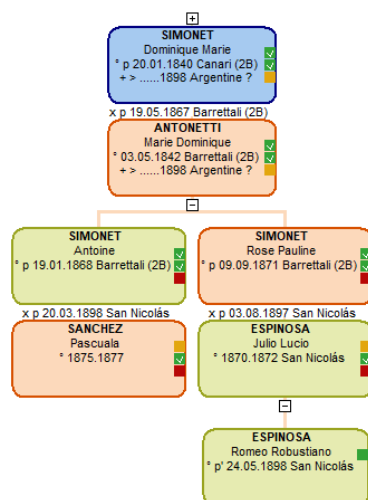 SIMONET
Dominique Marie
° p 20.01.1840 Canari (2B)
+ > ......1898 Argentine ?
x p 19.05.1867 Barrettali (2B)
ANTONETTI
Marie Dominique
° 03.05.1842 Barrettali (2B)
+ > ......1898 Argentine ?
SIMONET
Antoine
° p 19.01.1868 Barrettali (2B)
x p 20.03.1898 San Nicolás
SANCHEZ
Pascuala
° 1875.1877
SIMONET
Rose Pauline
° p 09.09.1871 Barrettali (2B)
x p 03.08.1897 San Nicolás
ESPINOSA
Julio Lucio
° 1870.1872 San Nicolás
ESPINOSA
Romeo Robustiano
° p' 24.05.1898 San Nicolás